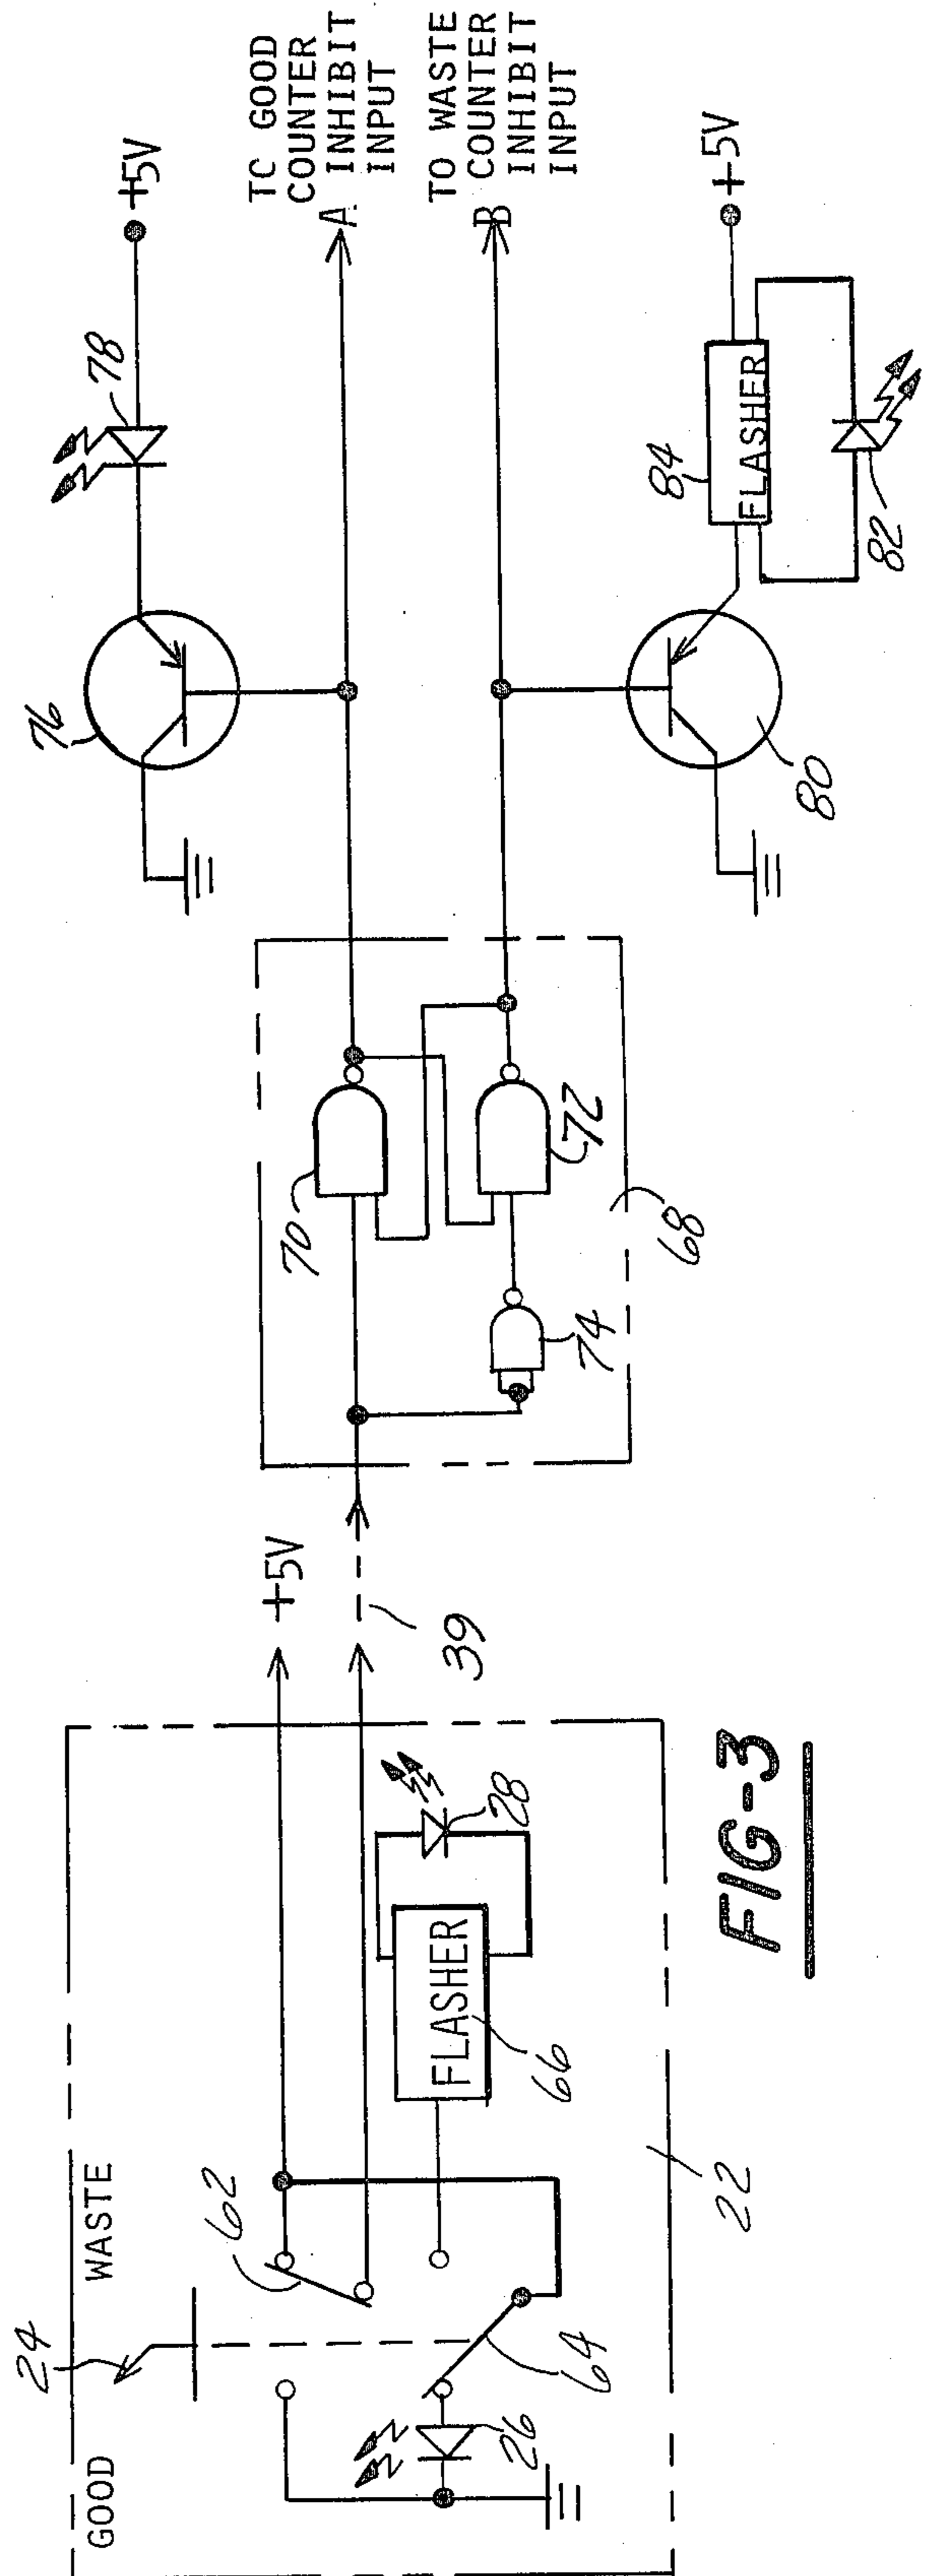 GOOD
WASTE
24
62
64
26
28
FLASHER
66
22
+5V
39
70
72
74
68
76
78
+5V
TC GOOD
COUNTER
INHIBIT
INPUT
A
TO WASTE
COUNTER
INHIBIT
INPUT
B
80
84
FLASHER
82
+5V
FIG-3